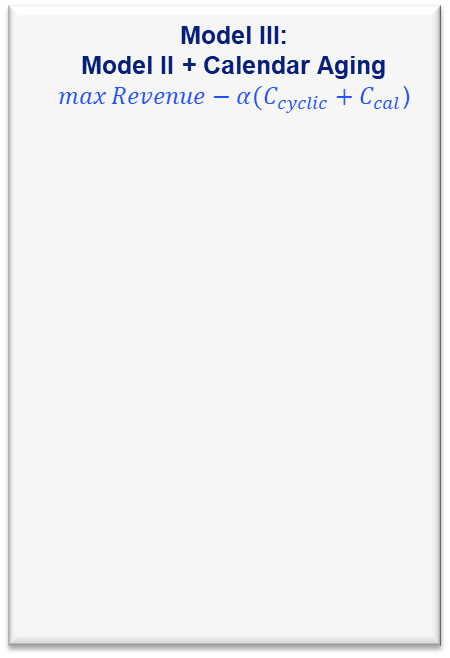 Model III:
Model II + Calendar Aging
max Revenue − α(C_cyclic + C_cal)